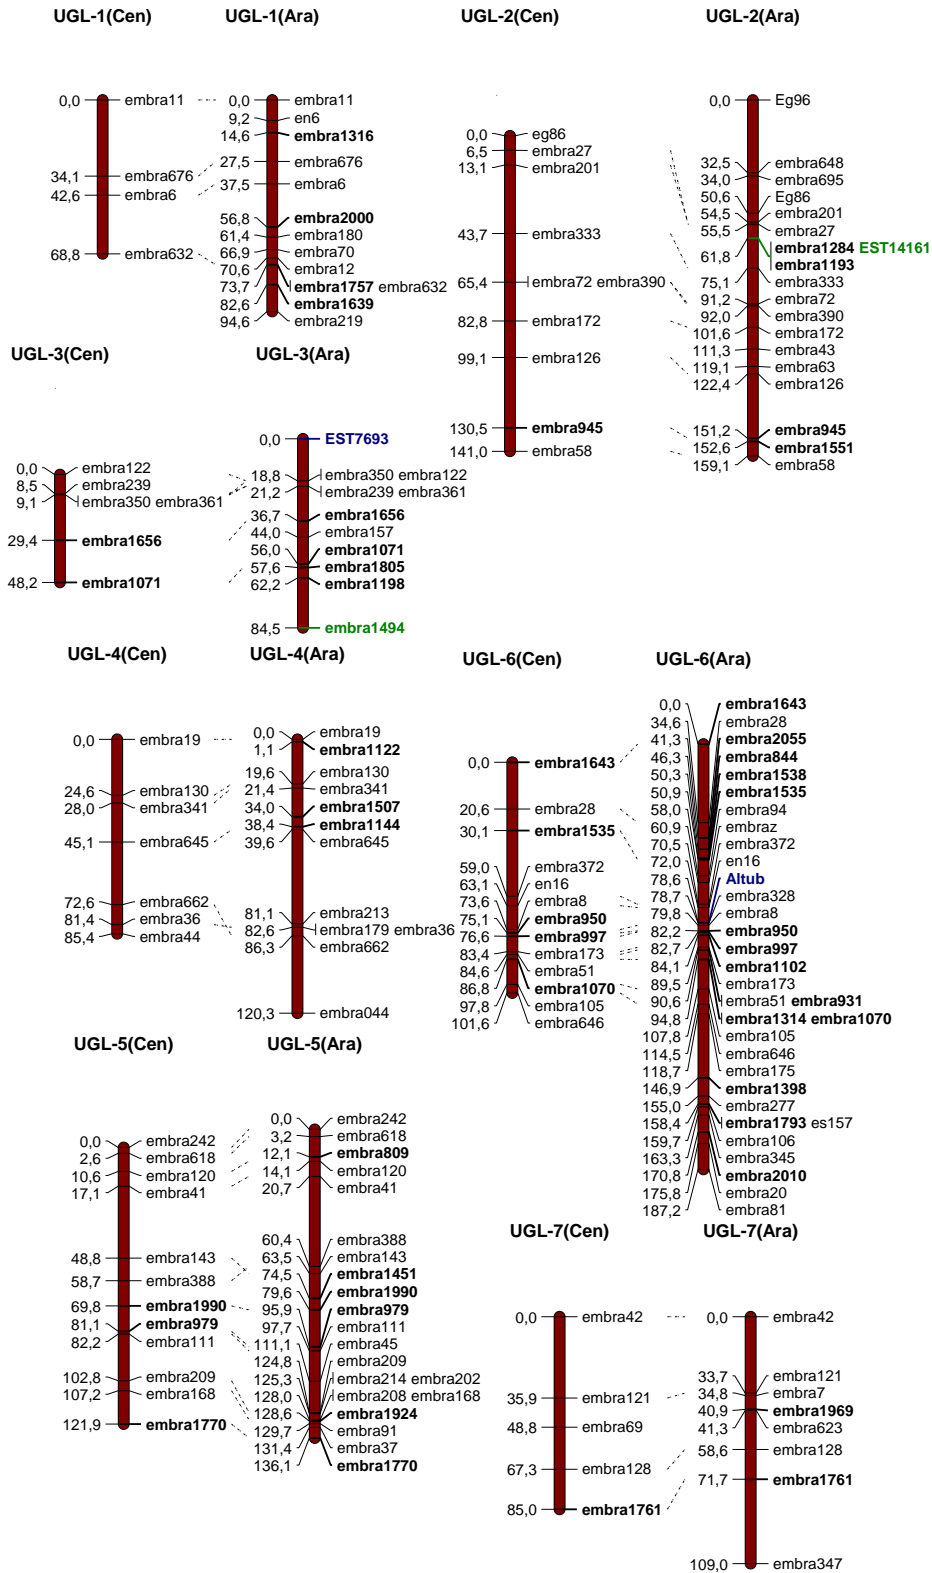 UGL-1(Cen)
0,0 embra11
34,1 embra676
42,6 embra6
68,8 embra632
UGL-1(Ara)
0,0 embra11
9,2 en6
14,6 embra1316
27,5 embra676
37,5 embra6
56,8 embra2000
61,4 embra180
66,9 embra70
70,6 embra12
73,7 embra1757 embra632
82,6 embra1639
94,6 embra219
UGL-2(Cen)
0,0 eg86
6,5 embra27
13,1 embra201
43,7 embra333
65,4 embra72 embra390
82,8 embra172
99,1 embra126
130,5 embra945
141,0 embra58
UGL-2(Ara)
0,0 Eg96
32,5 embra648
34,0 embra695
50,6 Eg86
54,5 embra201
55,5 embra27
61,8 embra1284 EST14161
embra1193
75,1 embra333
91,2 embra72
92,0 embra390
101,6 embra172
111,3 embra43
119,1 embra63
122,4 embra126
151,2 embra945
152,6 embra1551
159,1 embra58
UGL-3(Cen)
0,0 embra122
8,5 embra239
9,1 embra350 embra361
29,4 embra1656
48,2 embra1071
UGL-3(Ara)
0,0 EST7693
18,8 embra350 embra122
21,2 embra239 embra361
36,7 embra1656
44,0 embra157
56,0 embra1071
57,6 embra1805
62,2 embra1198
84,5 embra1494
UGL-4(Cen)
0,0 embra19
24,6 embra130
28,0 embra341
45,1 embra645
72,6 embra662
81,4 embra36
85,4 embra44
UGL-4(Ara)
0,0 embra19
1,1 embra1122
19,6 embra130
21,4 embra341
34,0 embra1507
38,4 embra1144
39,6 embra645
81,1 embra213
82,6 embra179 embra36
86,3 embra662
120,3 embra044
UGL-6(Cen)
0,0 embra1643
20,6 embra28
30,1 embra1535
59,0 embra372
63,1 en16
73,6 embra8
75,1 embra950
76,6 embra997
83,4 embra173
84,6 embra51
86,8 embra1070
97,8 embra105
101,6 embra646
UGL-6(Ara)
0,0 embra1643
34,6 embra28
41,3 embra2055
46,3 embra844
50,3 embra1538
50,9 embra1535
58,0 embra94
60,9 embraz
70,5 embra372
72,0 en16
78,6 Altub
78,7 embra328
79,8 embra8
82,2 embra950
82,7 embra997
84,1 embra1102
89,5 embra173
90,6 embra51 embra931
94,8 embra1314 embra1070
107,8 embra105
114,5 embra646
118,7 embra175
146,9 embra1398
155,0 embra277
158,4 embra1793 es157
159,7 embra106
163,3 embra345
170,8 embra2010
175,8 embra20
187,2 embra81
UGL-5(Cen)
0,0 embra242
2,6 embra618
10,6 embra120
17,1 embra41
48,8 embra143
58,7 embra388
69,8 embra1990
81,1 embra979
82,2 embra111
102,8 embra209
107,2 embra168
121,9 embra1770
UGL-5(Ara)
0,0 embra242
3,2 embra618
12,1 embra809
14,1 embra120
20,7 embra41
60,4 embra388
63,5 embra143
74,5 embra1451
79,6 embra1990
95,9 embra979
97,7 embra111
111,1 embra45
124,8 embra209
125,3 embra214 embra202
128,0 embra208 embra168
128,6 embra1924
129,7 embra91
131,4 embra37
136,1 embra1770
UGL-7(Cen)
0,0 embra42
35,9 embra121
48,8 embra69
67,3 embra128
85,0 embra1761
UGL-7(Ara)
0,0 embra42
33,7 embra121
34,8 embra7
40,9 embra1969
41,3 embra623
58,6 embra128
71,7 embra1761
109,0 embra347